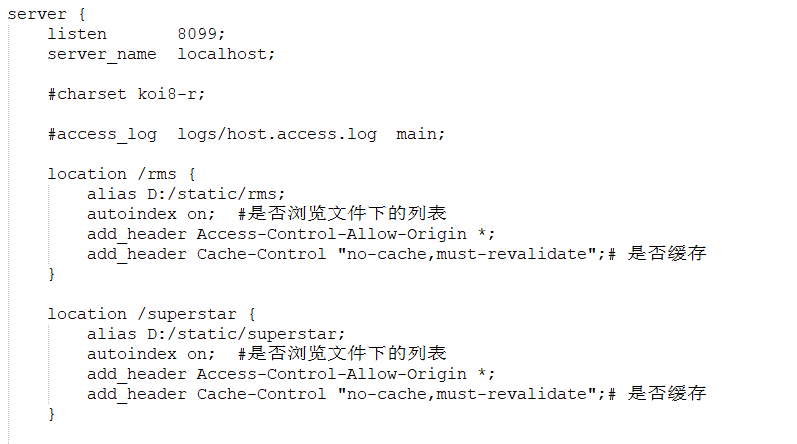 server {
    listen       8099;
    server_name  localhost;

    #charset koi8-r;

    #access_log  logs/host.access.log  main;

    location /rms {
        alias D:/static/rms;
        autoindex on;  #是否浏览文件下的列表
        add_header Access-Control-Allow-Origin *;
        add_header Cache-Control "no-cache,must-revalidate";# 是否缓存
    }

    location /superstar {
        alias D:/static/superstar;
        autoindex on;  #是否浏览文件下的列表
        add_header Access-Control-Allow-Origin *;
        add_header Cache-Control "no-cache,must-revalidate";# 是否缓存
    }